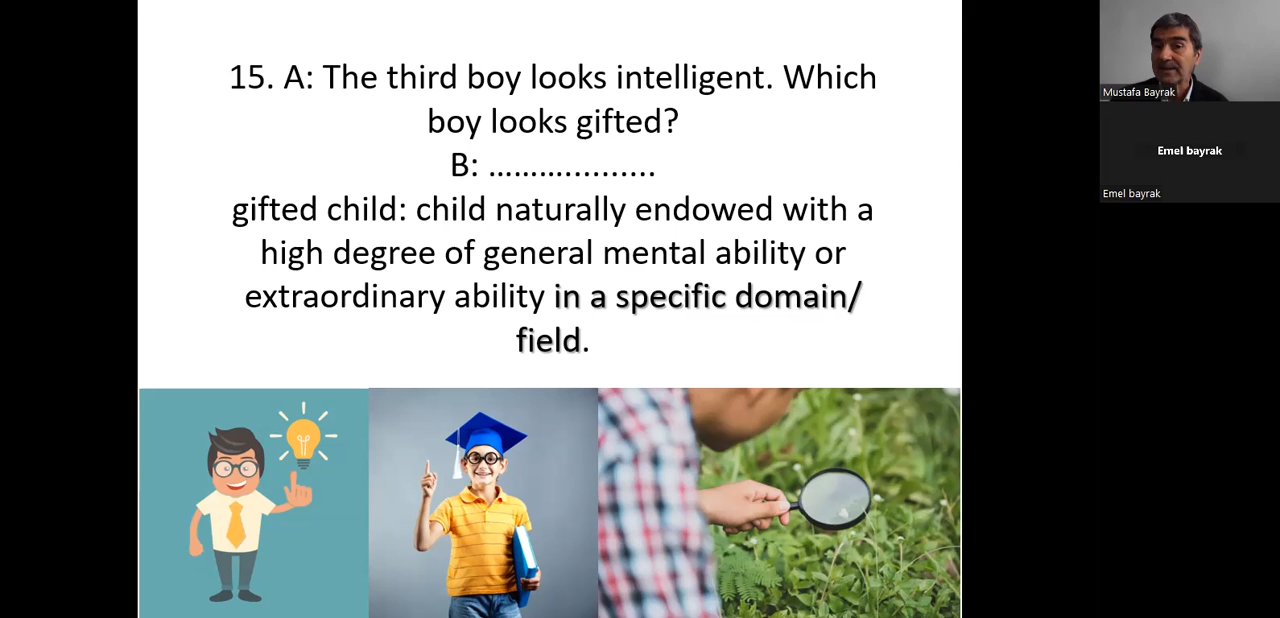 15. A: The third boy looks intelligent. Which
boy looks gifted?
B: ....................
gifted child: child naturally endowed with a
high degree of general mental ability or
extraordinary ability in a specific domain/
field.
Mustafa Bayrak
Emel bayrak
Emel bayrak